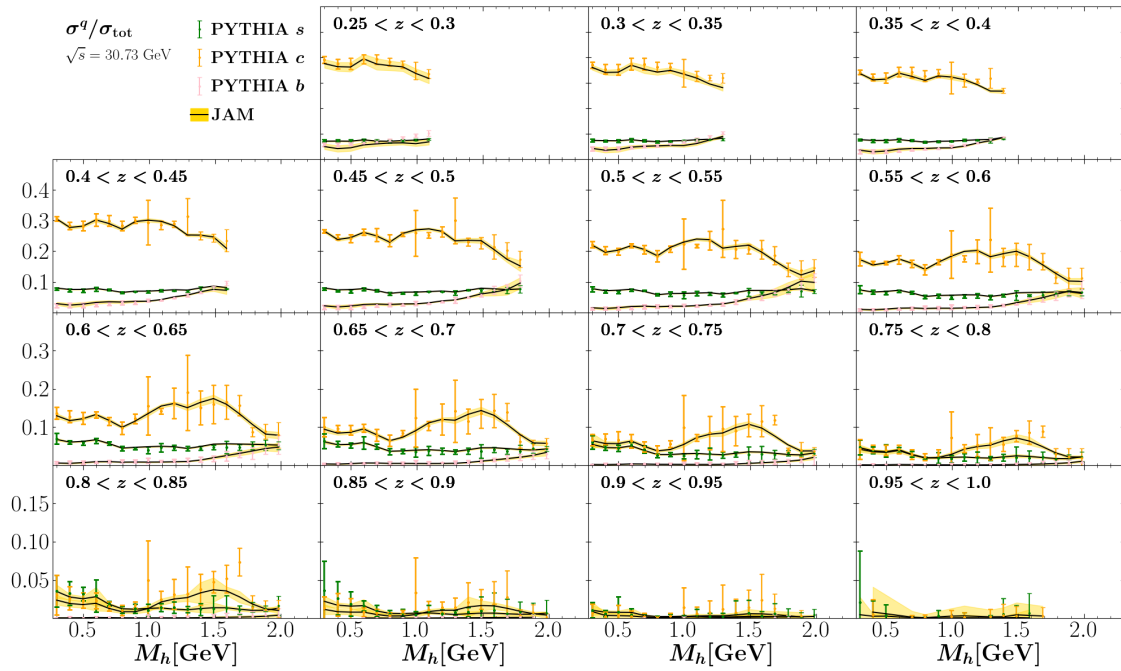 σ^q/σ_tot
√s = 30.73 GeV
PYTHIA s
PYTHIA c
PYTHIA b
JAM
0.25 < z < 0.3
0.3 < z < 0.35
0.35 < z < 0.4
0.4 < z < 0.45
0.45 < z < 0.5
0.5 < z < 0.55
0.55 < z < 0.6
0.4
0.3
0.2
0.1
0.6 < z < 0.65
0.65 < z < 0.7
0.7 < z < 0.75
0.75 < z < 0.8
0.3
0.2
0.1
0.8 < z < 0.85
0.85 < z < 0.9
0.9 < z < 0.95
0.95 < z < 1.0
0.15
0.10
0.05
0.5 1.0 1.5 2.0
0.5 1.0 1.5 2.0
0.5 1.0 1.5 2.0
0.5 1.0 1.5 2.0
M_h[GeV]
M_h[GeV]
M_h[GeV]
M_h[GeV]